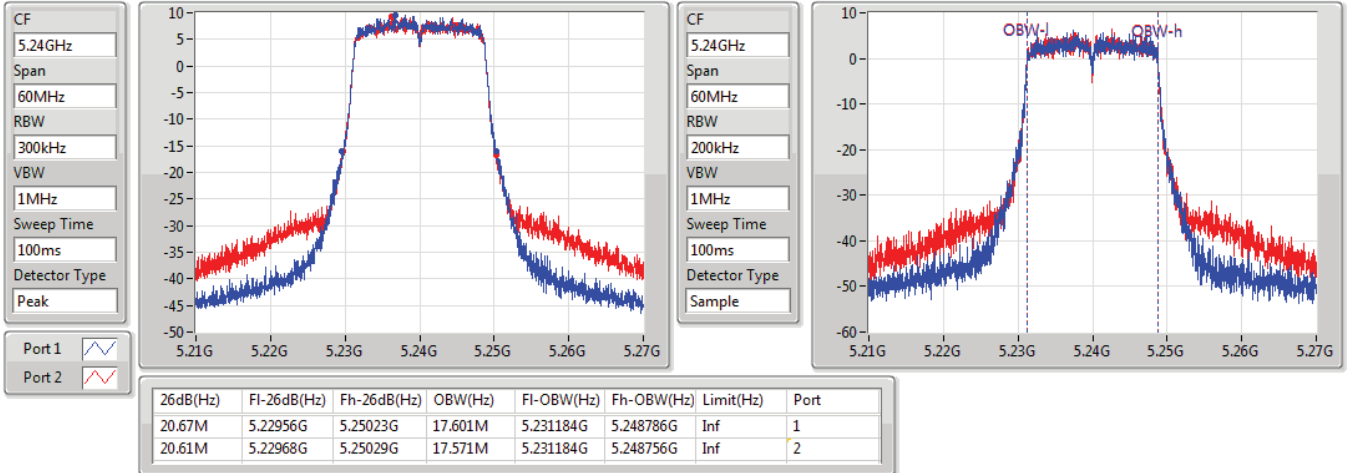 CF
5.24GHz
Span
60MHz
RBW
300kHz
VBW
1MHz
Sweep Time
100ms
Detector Type
Peak
10
5
0
-5
-10
-15
-20
-25
-30
-35
-40
-45
-50
5.21G 5.22G 5.23G 5.24G 5.25G 5.26G 5.27G
Port 1
Port 2
CF
5.24GHz
Span
60MHz
RBW
200kHz
VBW
1MHz
Sweep Time
100ms
Detector Type
Sample
OBW-l OBW-h
10
0
-10
-20
-30
-40
-50
-60
5.21G 5.22G 5.23G 5.24G 5.25G 5.26G 5.27G
26dB(Hz) Fl-26dB(Hz) Fh-26dB(Hz) OBW(Hz) Fl-OBW(Hz) Fh-OBW(Hz) Limit(Hz) Port
20.67M 5.22956G 5.25023G 17.601M 5.231184G 5.248786G Inf 1
20.61M 5.22968G 5.25029G 17.571M 5.231184G 5.248756G Inf 2